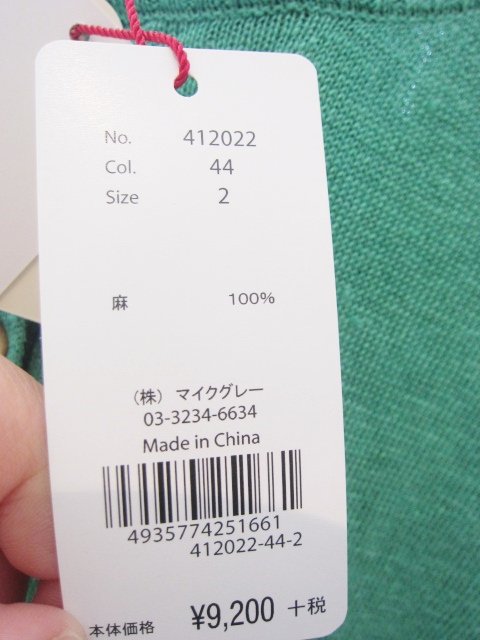 No. 412022
Col. 44
Size 2
麻 100%
（株）マイクグレー
03-3234-6634
Made in China
4935774251661
412022-44-2
本体価格 ¥9,200 +税